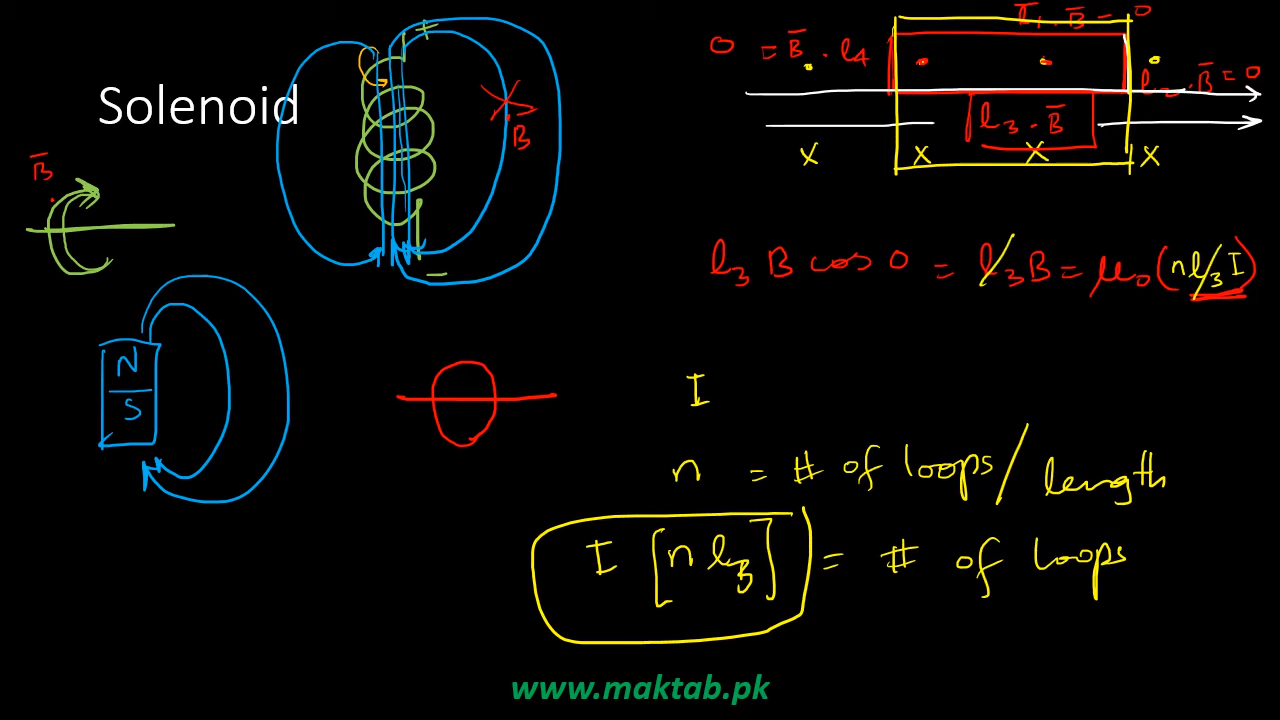 Solenoid
+
−
B̄
B̄
N
S
l̄₁ · B̄ = 0
0 = B̄ · l₄
l₂ · B̄ = 0
l₃ · B̄
x x x x
l₃ B cos 0 = l₃ B = μ₀ (n l₃ I)
I
n = # of loops / length
I [n l₃] = # of loops
www.maktab.pk